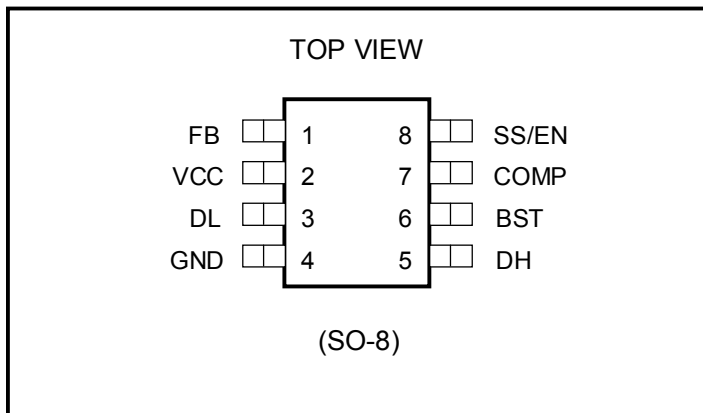 TOP VIEW
FB 1 8 SS/EN
VCC 2 7 COMP
DL 3 6 BST
GND 4 5 DH
(SO-8)